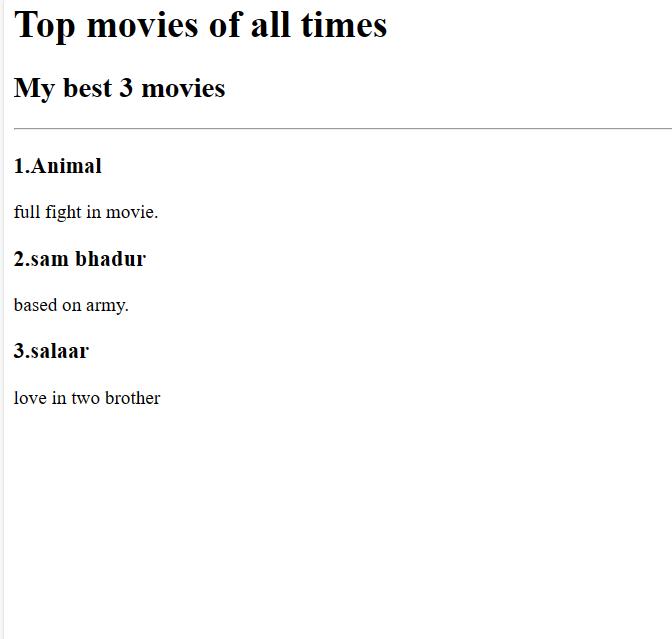 Top movies of all times
My best 3 movies
1.Animal
full fight in movie.
2.sam bhadur
based on army.
3.salaar
love in two brother